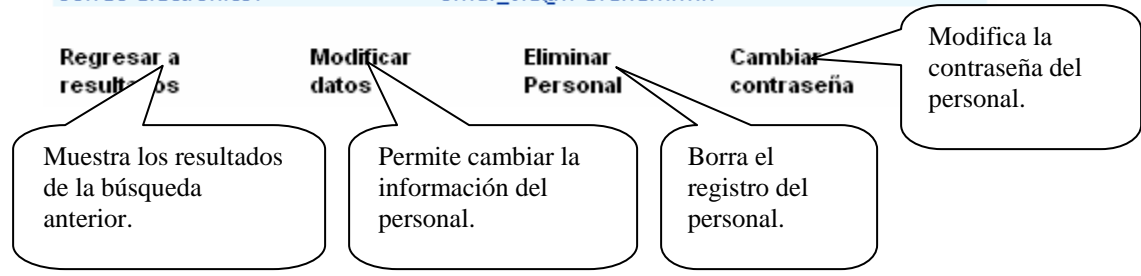 Regresar a
resultados
Modificar
datos
Eliminar
Personal
Cambiar
contraseña
Modifica la
contraseña del
personal.
Muestra los resultados
de la búsqueda
anterior.
Permite cambiar la
información del
personal.
Borra el
registro del
personal.